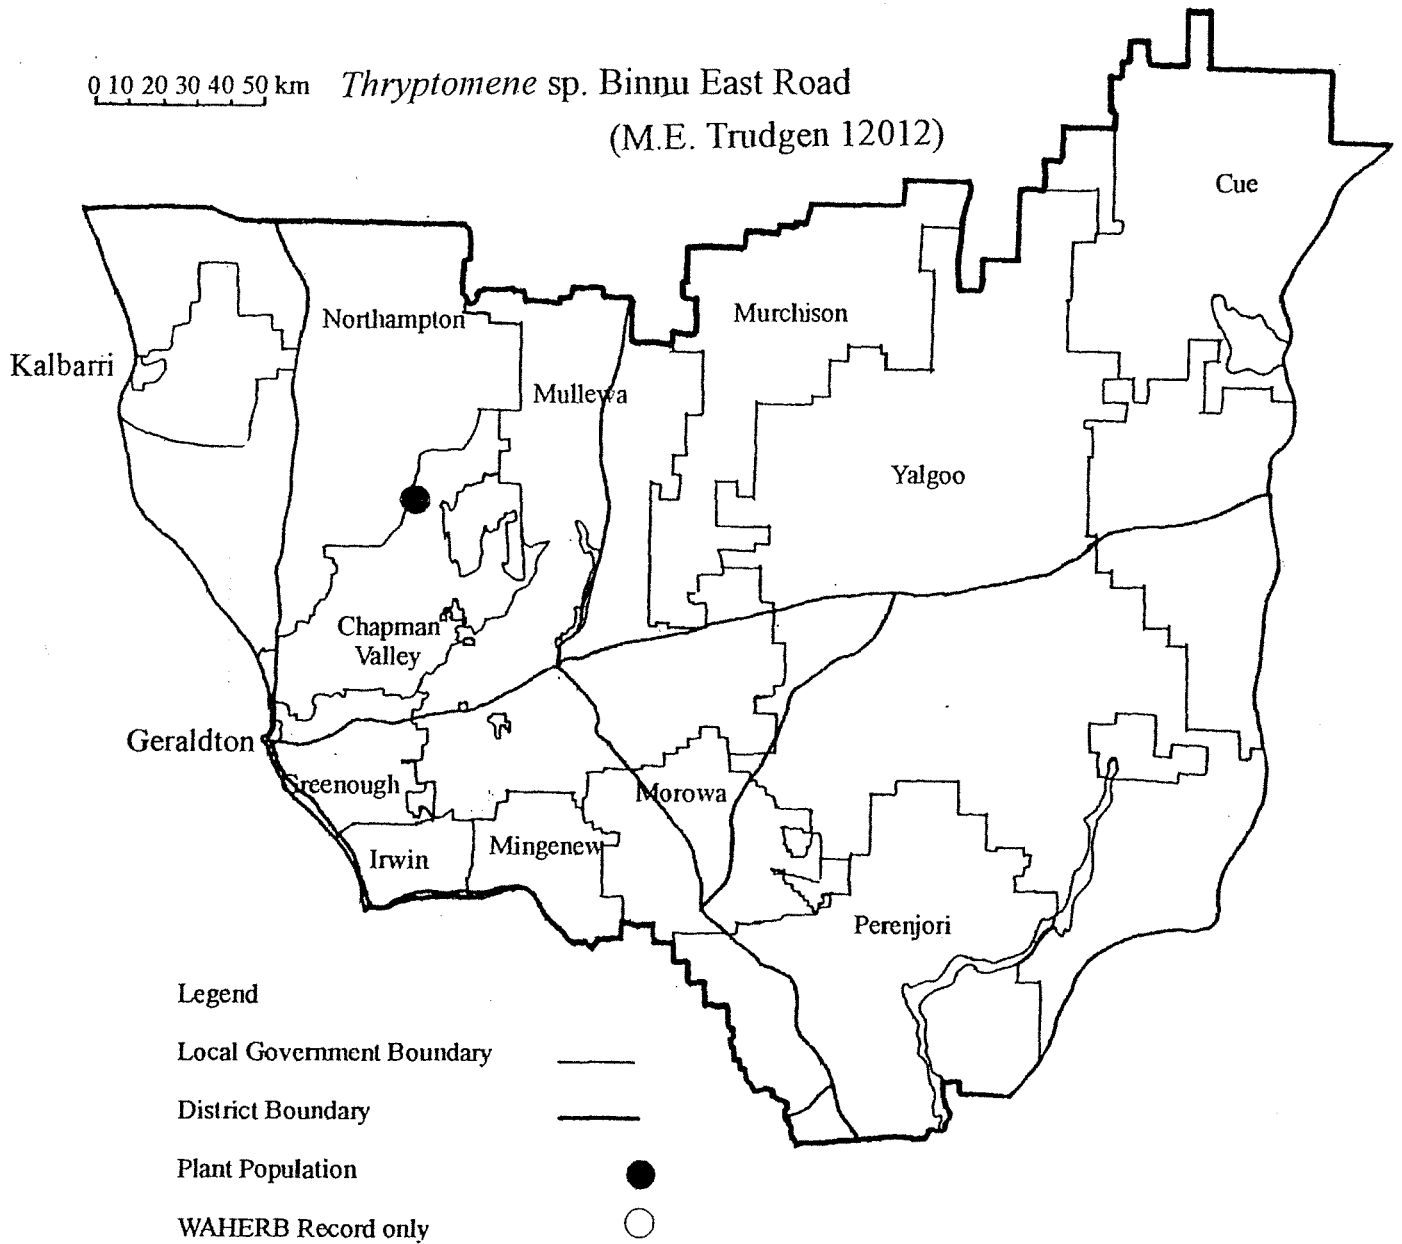 0 10 20 30 40 50 km
Thryptomene sp. Binnu East Road
(M.E. Trudgen 12012)
Cue
Northampton
Murchison
Kalbarri
Mullewa
Yalgoo
Chapman
Valley
Geraldton
Greenough
Morowa
Irwin
Mingenew
Perenjori
Legend
Local Government Boundary
District Boundary
Plant Population
WAHERB Record only